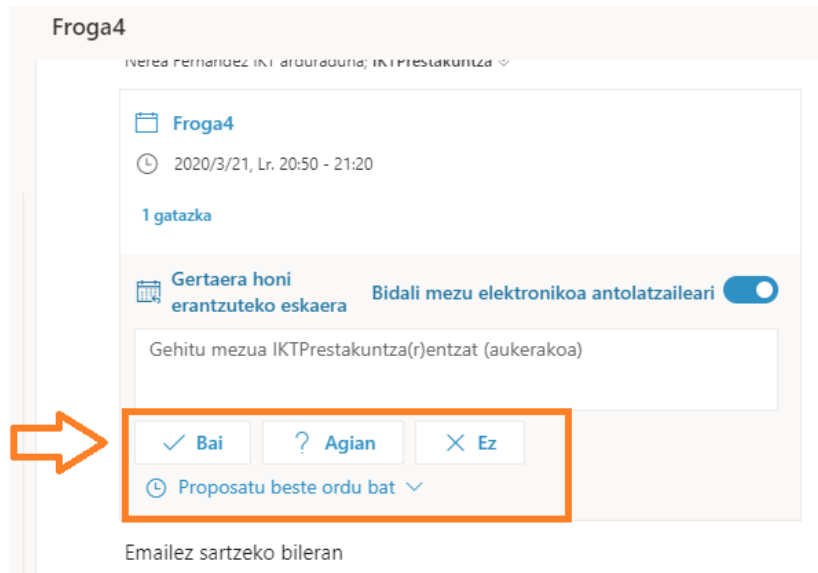 Froga4
Nerea Fernandez IKT arduraduna; IKTPrestakuntza
Froga4
2020/3/21, Lr. 20:50 - 21:20
1 gatazka
Gertaera honi
erantzuteko eskaera
Bidali mezu elektronikoa antolatzaileari
Gehitu mezua IKTPrestakuntza(r)entzat (aukerakoa)
Bai
? Agian
Ez
Proposatu beste ordu bat
Emailez sartzeko bileran